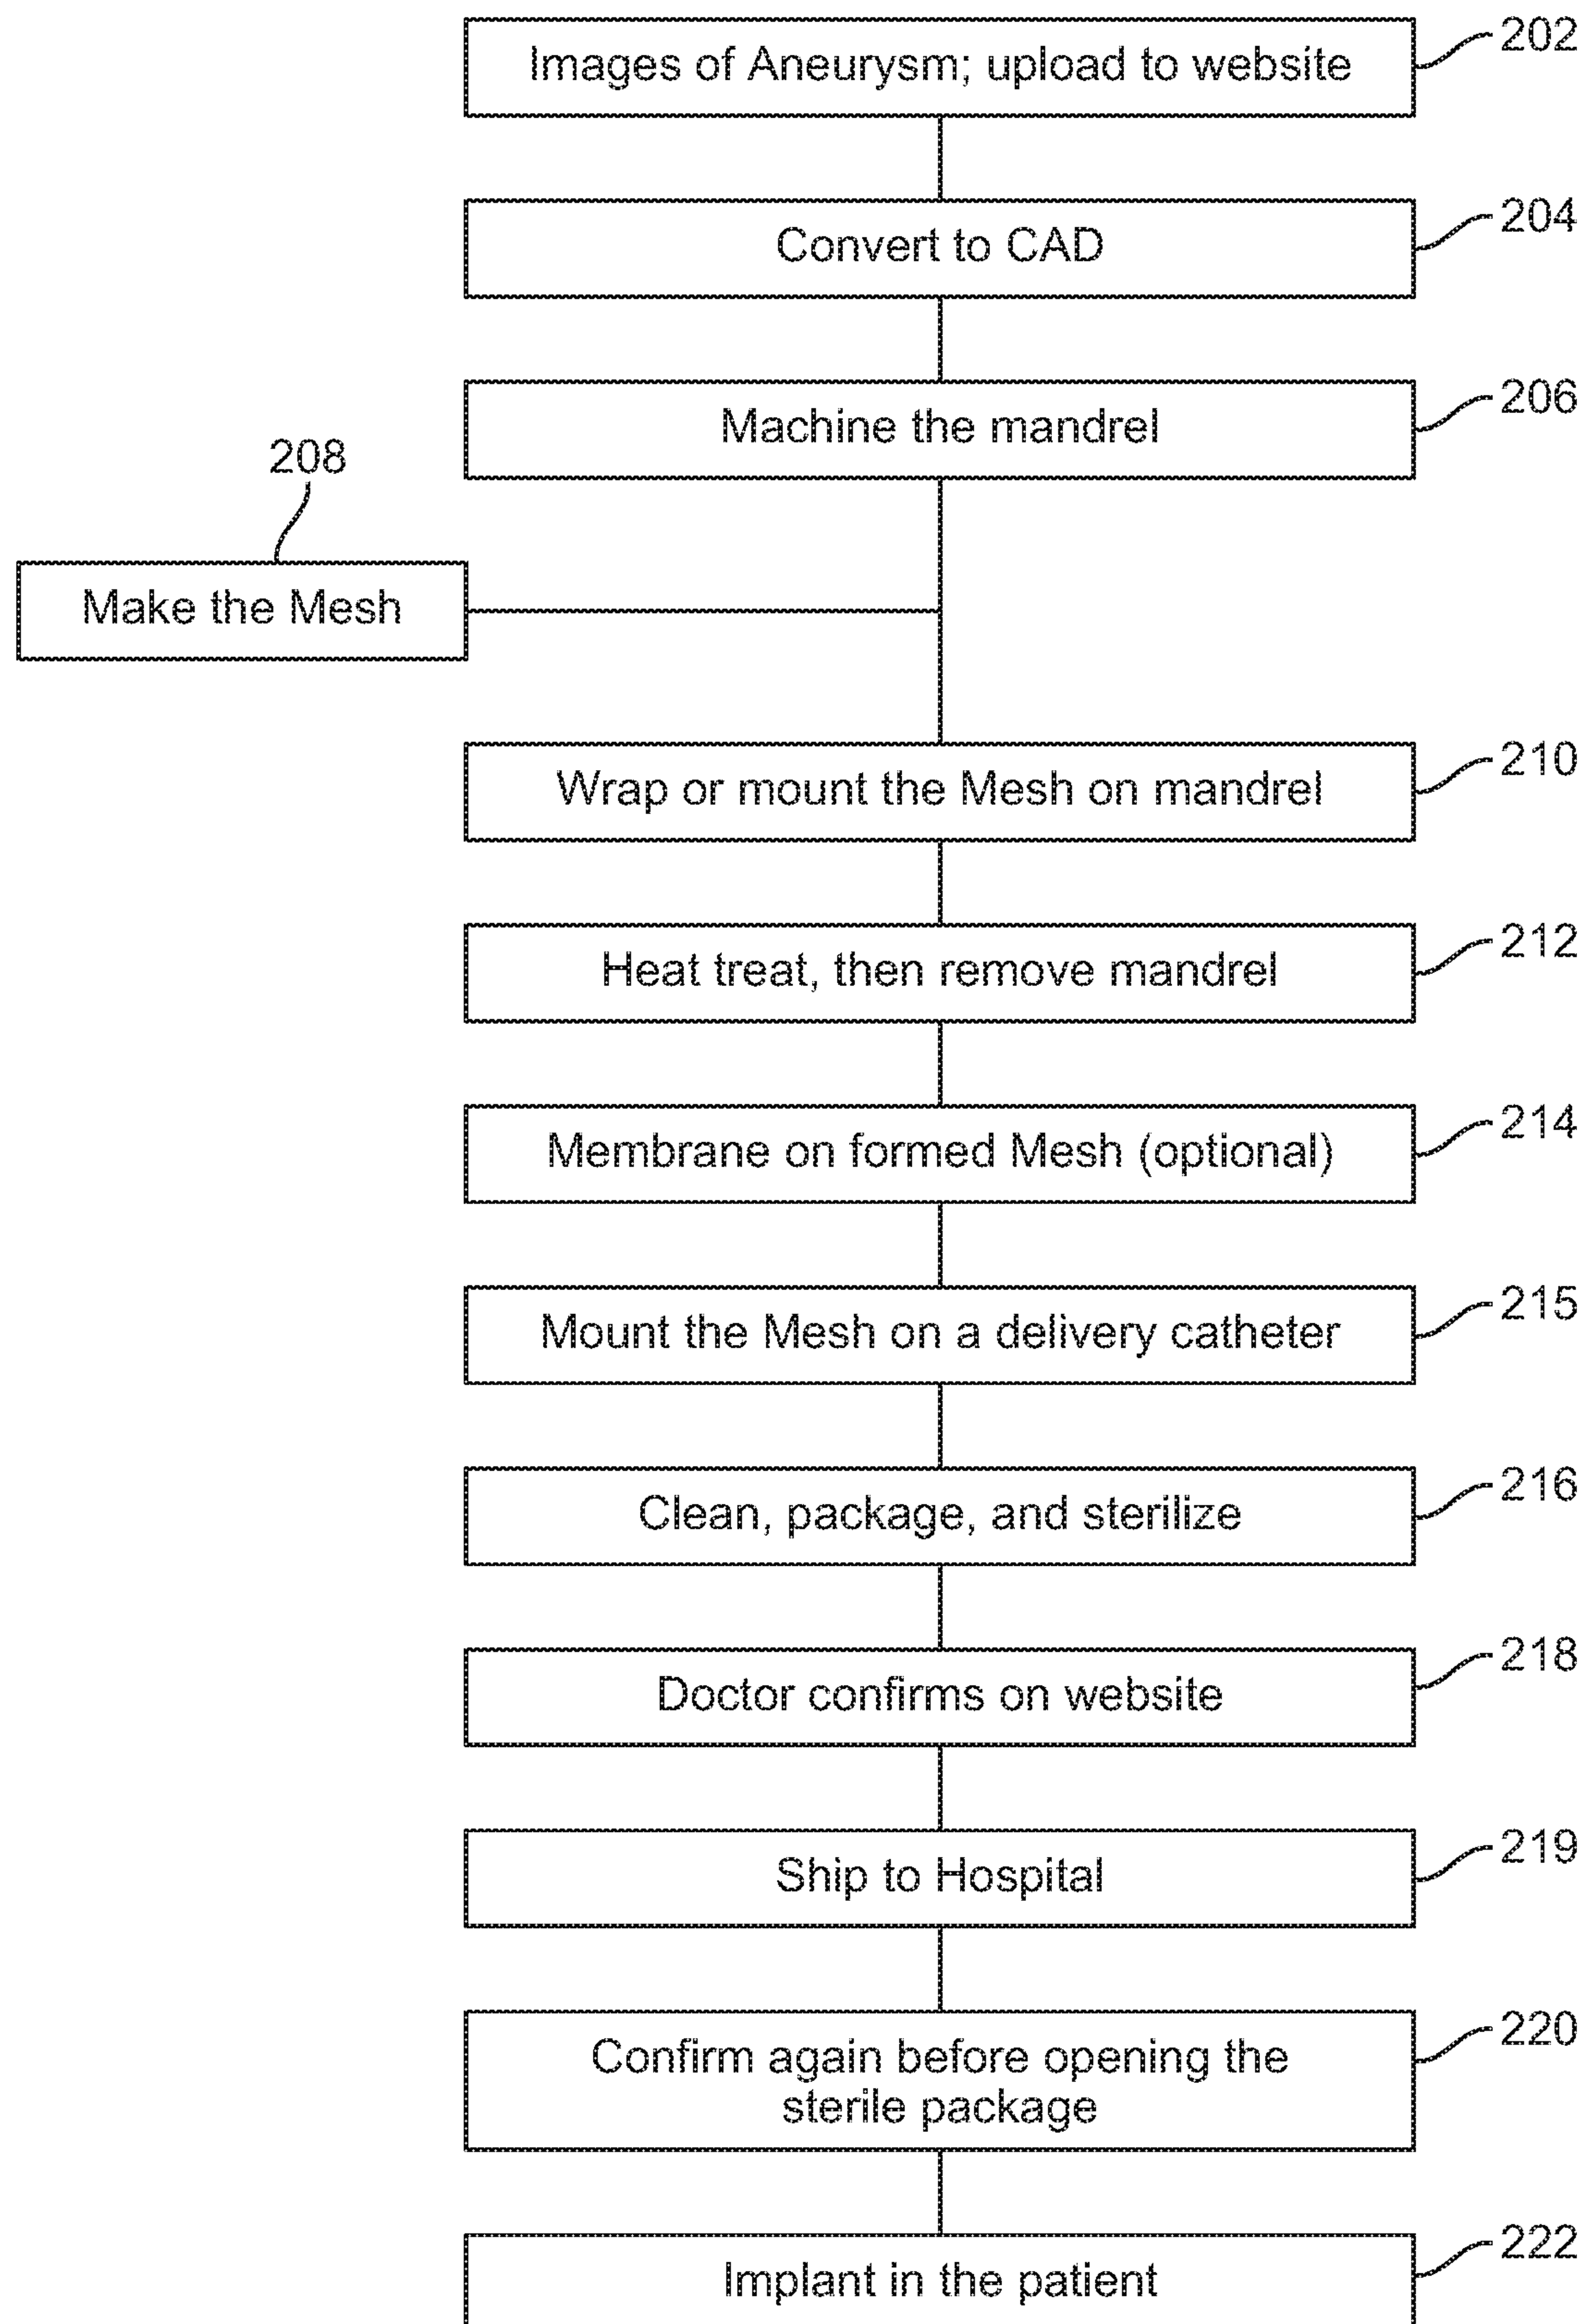 Images of Aneurysm; upload to website
202
Convert to CAD
204
Machine the mandrel
206
208
Make the Mesh
Wrap or mount the Mesh on mandrel
210
Heat treat, then remove mandrel
212
Membrane on formed Mesh (optional)
214
Mount the Mesh on a delivery catheter
215
Clean, package, and sterilize
216
Doctor confirms on website
218
Ship to Hospital
219
Confirm again before opening the
sterile package
220
Implant in the patient
222